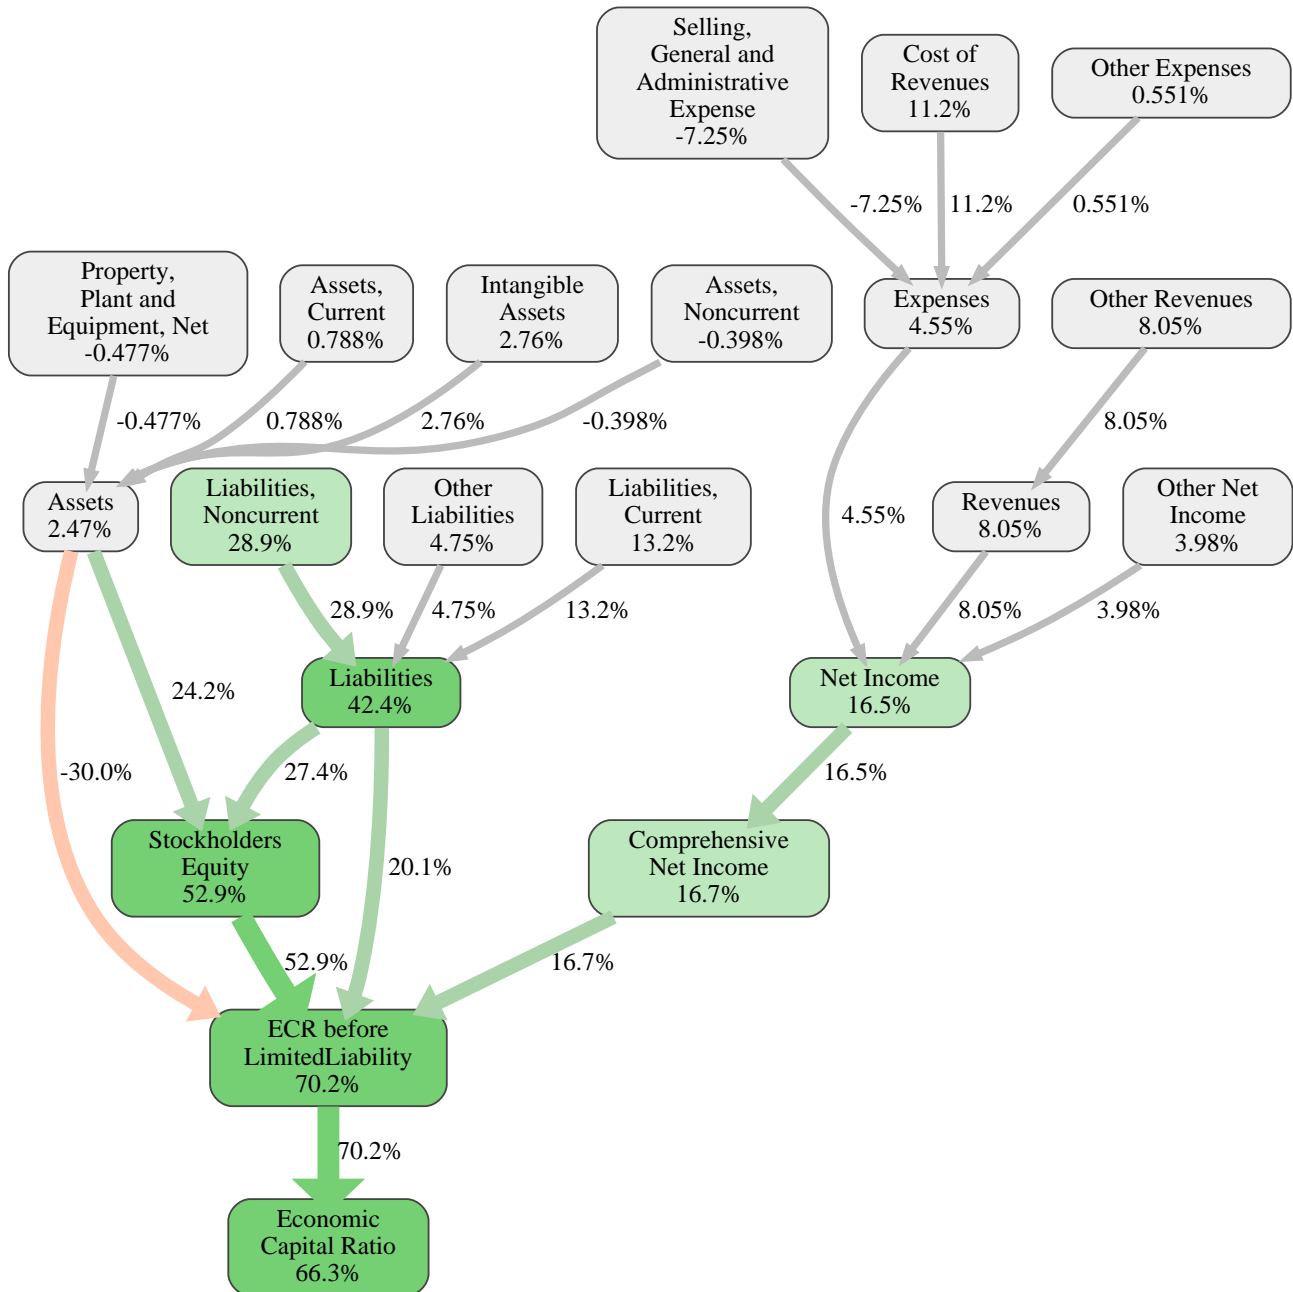 Selling,
General and
Administrative
Expense
-7.25%
Cost of
Revenues
11.2%
Other Expenses
0.551%
-7.25%
11.2%
0.551%
Property,
Plant and
Equipment, Net
-0.477%
Assets,
Current
0.788%
Intangible
Assets
2.76%
Assets,
Noncurrent
-0.398%
Expenses
4.55%
Other Revenues
8.05%
-0.477%
0.788%
2.76%
-0.398%
8.05%
Assets
2.47%
Liabilities,
Noncurrent
28.9%
Other
Liabilities
4.75%
Liabilities,
Current
13.2%
4.55%
Revenues
8.05%
Other Net
Income
3.98%
28.9%
4.75%
13.2%
8.05%
3.98%
24.2%
Liabilities
42.4%
Net Income
16.5%
-30.0%
27.4%
16.5%
Stockholders
Equity
52.9%
20.1%
Comprehensive
Net Income
16.7%
52.9%
16.7%
ECR before
LimitedLiability
70.2%
70.2%
Economic
Capital Ratio
66.3%